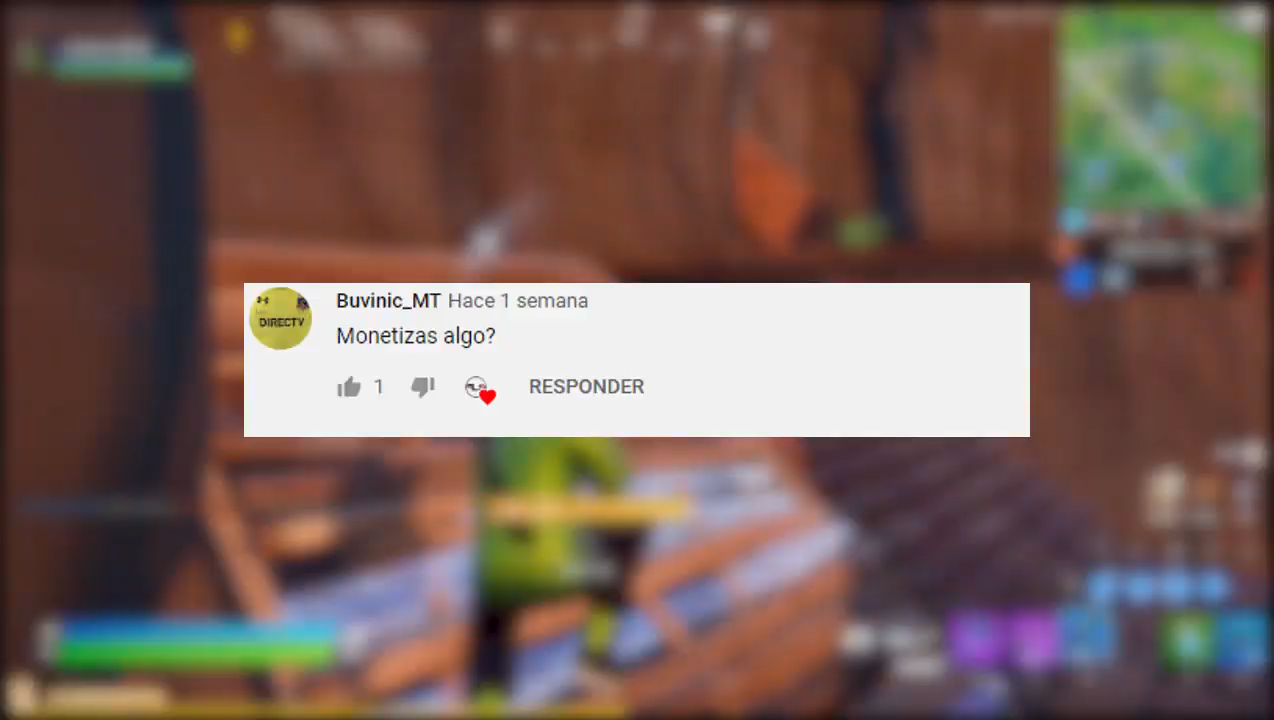 Buvinic_MT Hace 1 semana
DIRECTV
Monetizas algo?
1
RESPONDER